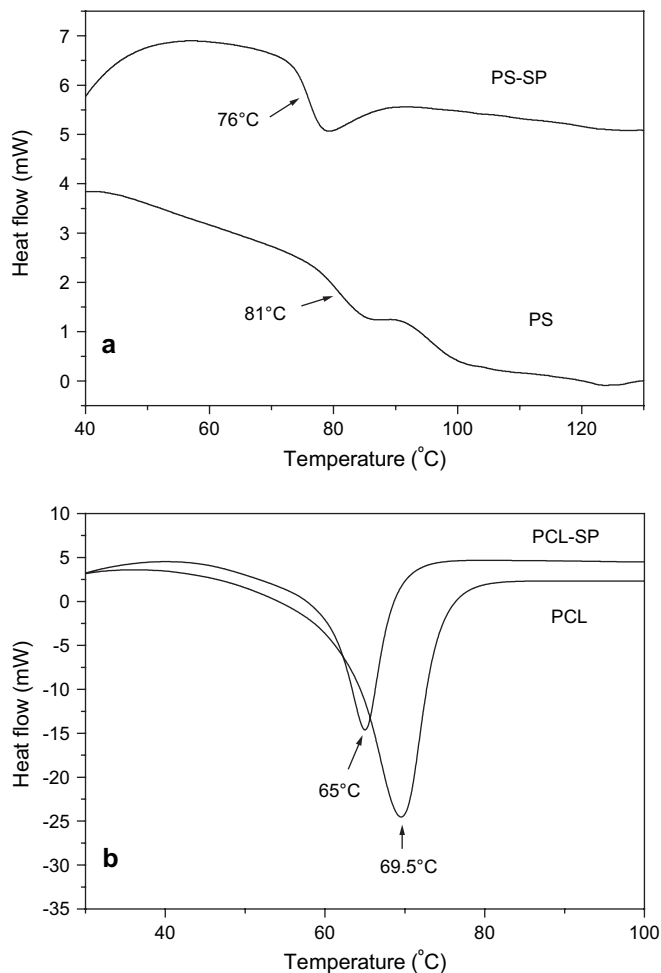 7
6
5
4
3
2
1
0
Heat flow (mW)
PS-SP
76°C
81°C
PS
a
40 60 80 100 120
Temperature (°C)
10
5
0
-5
-10
-15
-20
-25
-30
-35
Heat flow (mW)
PCL-SP
PCL
65°C
69.5°C
b
40 60 80 100
Temperature (°C)